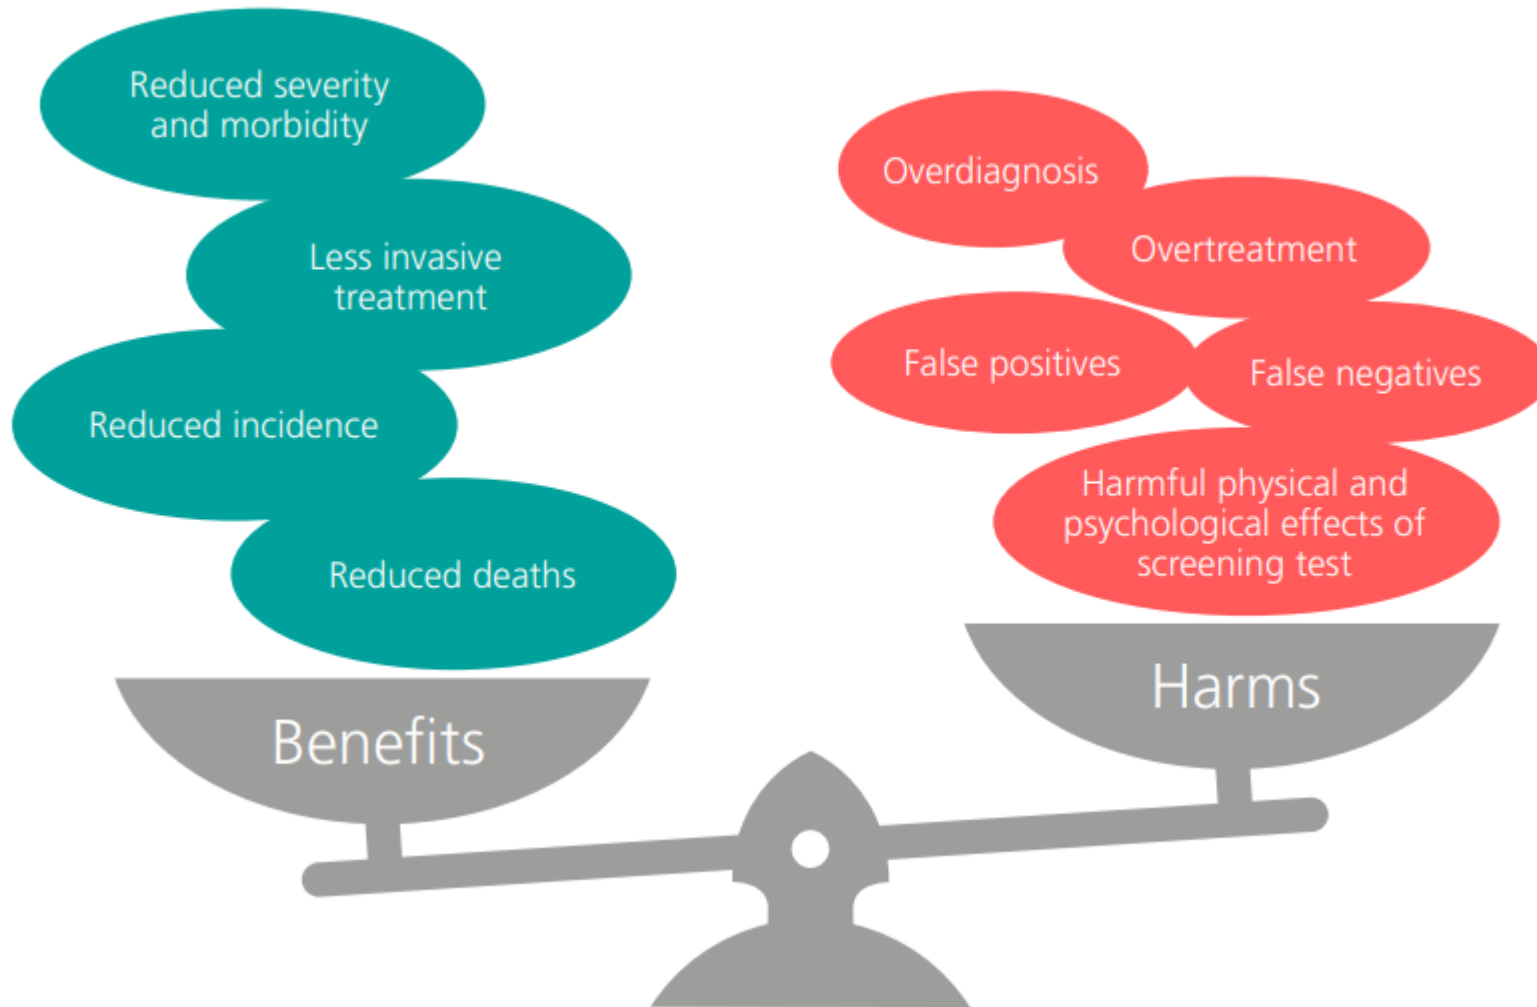 Reduced severity
and morbidity
Less invasive
treatment
Reduced incidence
Reduced deaths
Benefits
Overdiagnosis
Overtreatment
False positives
False negatives
Harmful physical and
psychological effects of
screening test
Harms